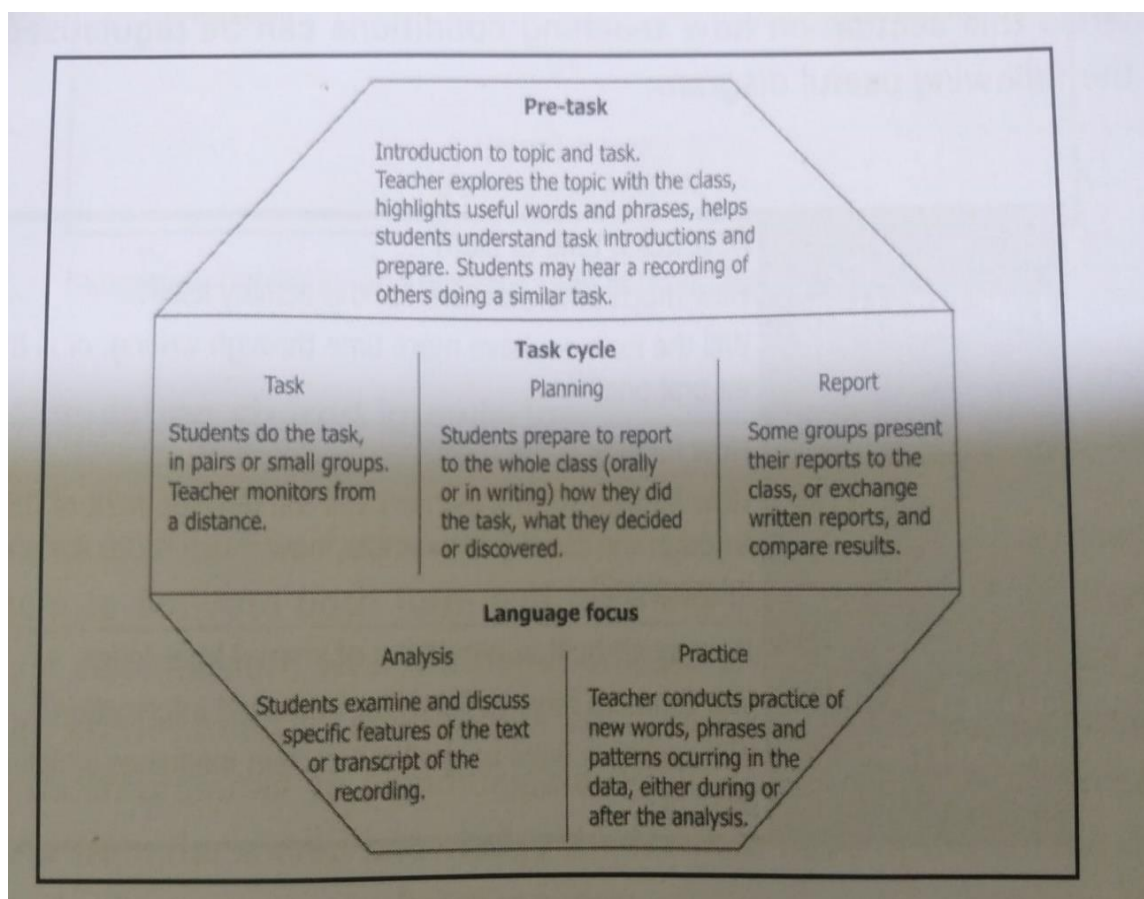 Pre-task
Introduction to topic and task.
Teacher explores the topic with the class,
highlights useful words and phrases, helps
students understand task introductions and
prepare. Students may hear a recording of
others doing a similar task.
Task cycle
Task
Students do the task,
in pairs or small groups.
Teacher monitors from
a distance.
Planning
Students prepare to report
to the whole class (orally
or in writing) how they did
the task, what they decided
or discovered.
Report
Some groups present
their reports to the
class, or exchange
written reports, and
compare results.
Language focus
Analysis
Students examine and discuss
specific features of the text
or transcript of the
recording.
Practice
Teacher conducts practice of
new words, phrases and
patterns ocurring in the
data, either during or
after the analysis.